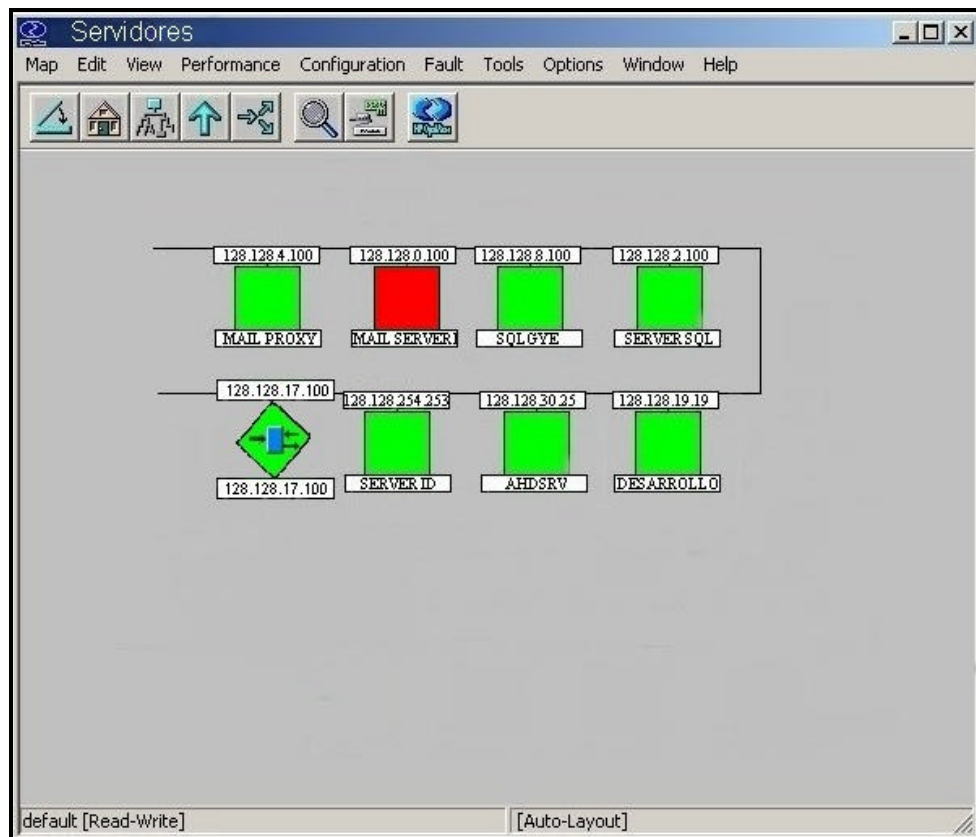 Servidores
Map Edit View Performance Configuration Fault Tools Options Window Help
HP OpenView
128.128.4.100 128.128.0.100 128.128.8.100 128.128.2.100
MAIL PROXY MAIL SERVER1 SQLGYE SERVER SQL
128.128.17.100 128.128.254.253 128.128.30.25 128.128.19.19
128.128.17.100 SERVER ID AHDSRV DESARROLLO
default [Read-Write] [Auto-Layout]